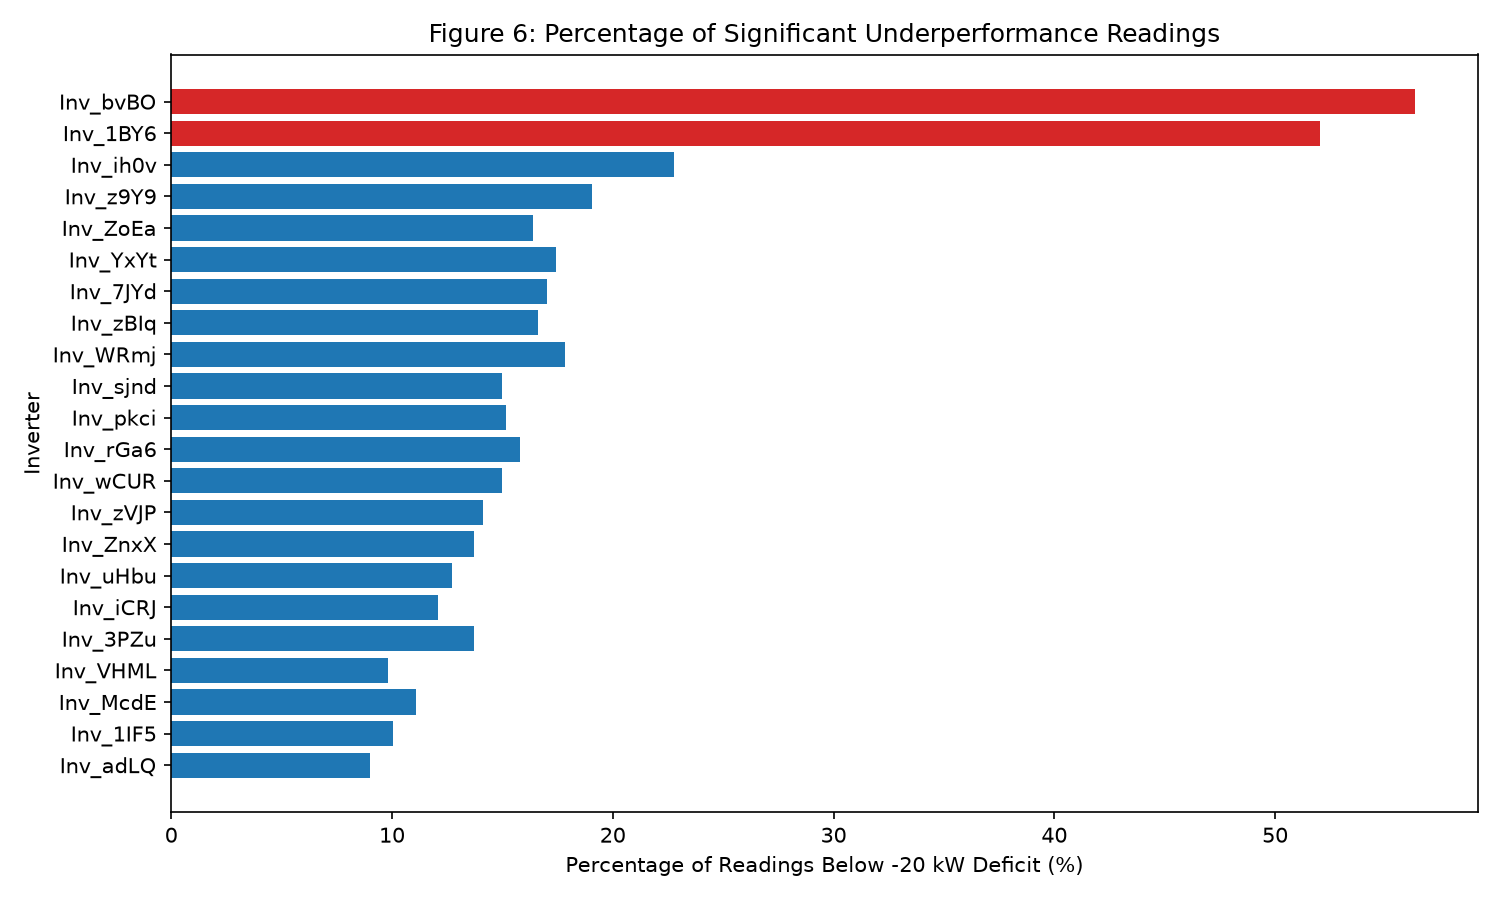 Figure 6: Percentage of Significant Underperformance Readings
Inv_bvBO
Inv_1BY6
Inv_ih0v
Inv_z9Y9
Inv_ZoEa
Inv_YxYt
Inv_7JYd
Inv_zBIq
Inv_WRmj
Inv_sjnd
Inv_pkci
Inv_rGa6
Inv_wCUR
Inv_zVJP
Inv_ZnxX
Inv_uHbu
Inv_iCRJ
Inv_3PZu
Inv_VHML
Inv_McdE
Inv_1IF5
Inv_adLQ
Inverter
0 10 20 30 40 50
Percentage of Readings Below -20 kW Deficit (%)